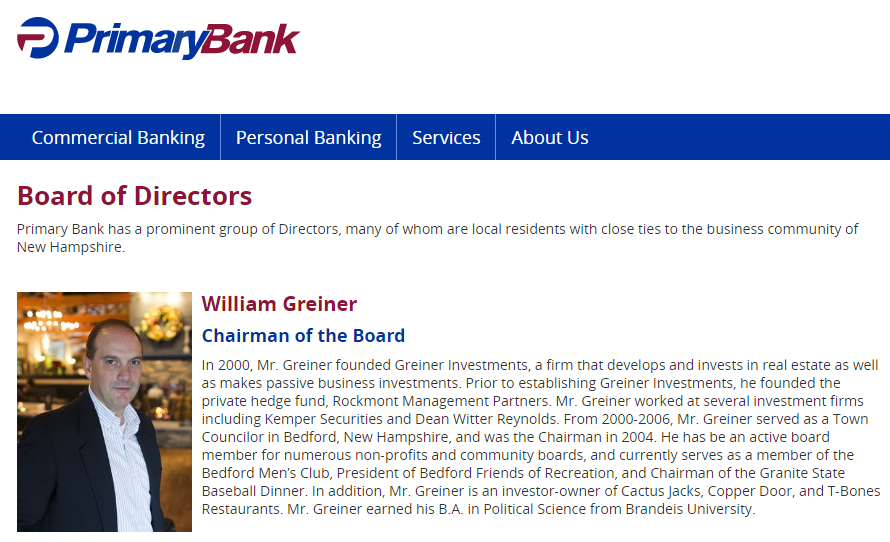 PrimaryBank
Commercial Banking Personal Banking Services About Us
Board of Directors
Primary Bank has a prominent group of Directors, many of whom are local residents with close ties to the business community of
New Hampshire.
William Greiner
Chairman of the Board
In 2000, Mr. Greiner founded Greiner Investments, a firm that develops and invests in real estate as well
as makes passive business investments. Prior to establishing Greiner Investments, he founded the
private hedge fund, Rockmont Management Partners. Mr. Greiner worked at several investment firms
including Kemper Securities and Dean Witter Reynolds. From 2000-2006, Mr. Greiner served as a Town
Councilor in Bedford, New Hampshire, and was the Chairman in 2004. He has be an active board
member for numerous non-profits and community boards, and currently serves as a member of the
Bedford Men’s Club, President of Bedford Friends of Recreation, and Chairman of the Granite State
Baseball Dinner. In addition, Mr. Greiner is an investor-owner of Cactus Jacks, Copper Door, and T-Bones
Restaurants. Mr. Greiner earned his B.A. in Political Science from Brandeis University.